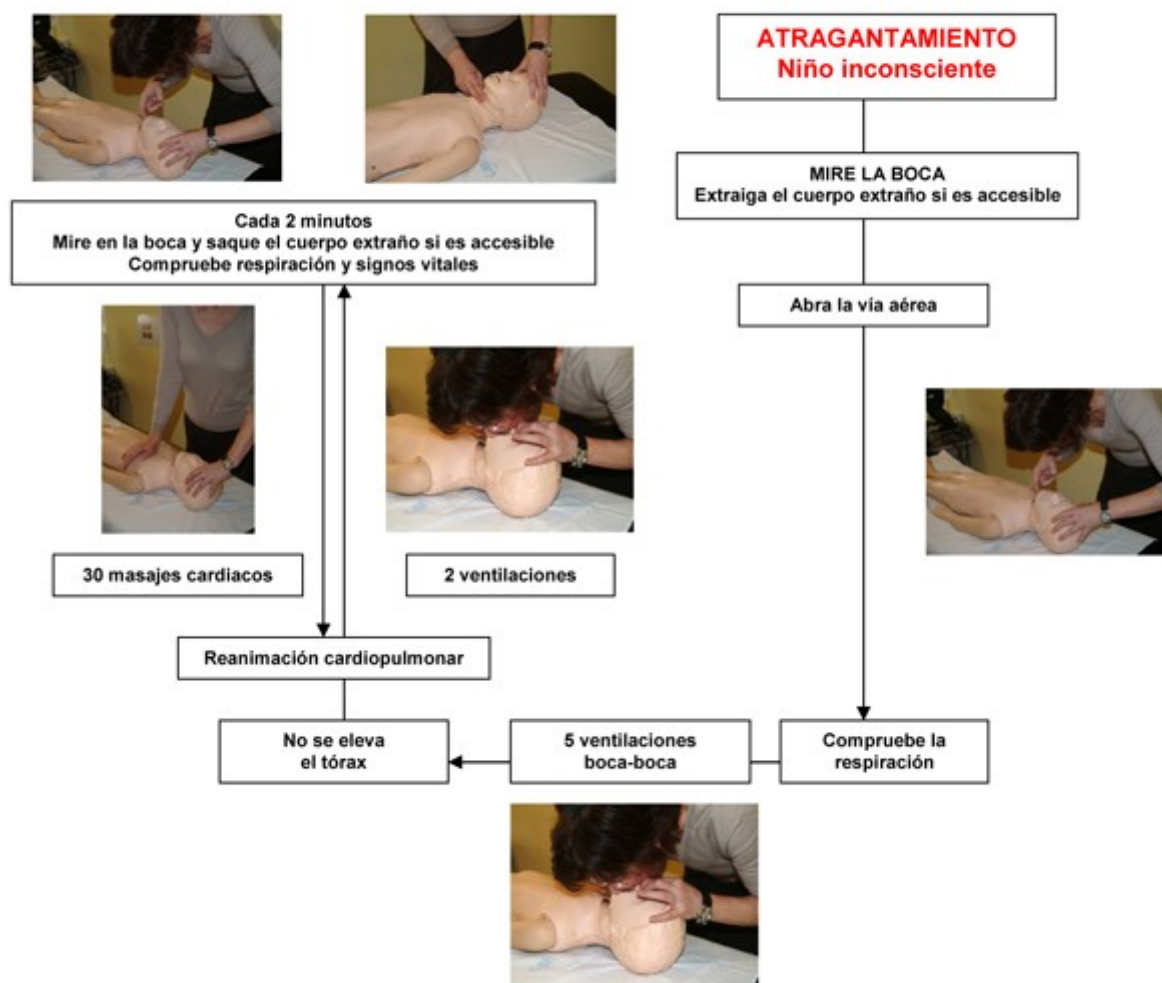 ATRAGANTAMIENTO
Niño inconsciente
MIRE LA BOCA
Extraiga el cuerpo extraño si es accesible
Abra la vía aérea
Compruebe la
respiración
5 ventilaciones
boca-boca
No se eleva
el tórax
Reanimación cardiopulmonar
30 masajes cardiacos
2 ventilaciones
Cada 2 minutos
Mire en la boca y saque el cuerpo extraño si es accesible
Compruebe respiración y signos vitales